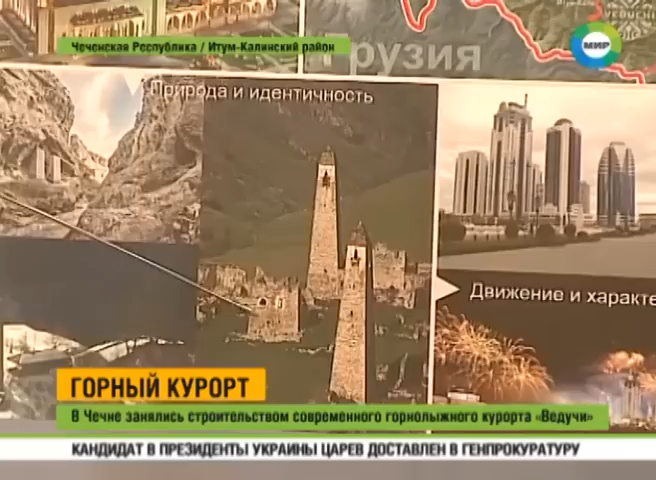 Чеченская Республика / Итум-Калинский район
МИР
Грузия
Природа и идентичность
Движение и характе
ГОРНЫЙ КУРОРТ
В Чечне занялись строительством современного горнолыжного курорта «Ведучи»
КАНДИДАТ В ПРЕЗИДЕНТЫ УКРАИНЫ ЦАРЕВ ДОСТАВЛЕН В ГЕНПРОКУРАТУРУ